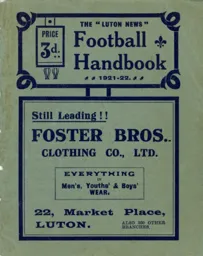 THE "LUTON NEWS"
PRICE
3d.
Football
Handbook
1921-22.
Still Leading!!
FOSTER BROS.
CLOTHING CO., LTD.
EVERYTHING
IN
Men's, Youths' & Boys'
WEAR.
22, Market Place,
LUTON.
ALSO 200 OTHER
BRANCHES